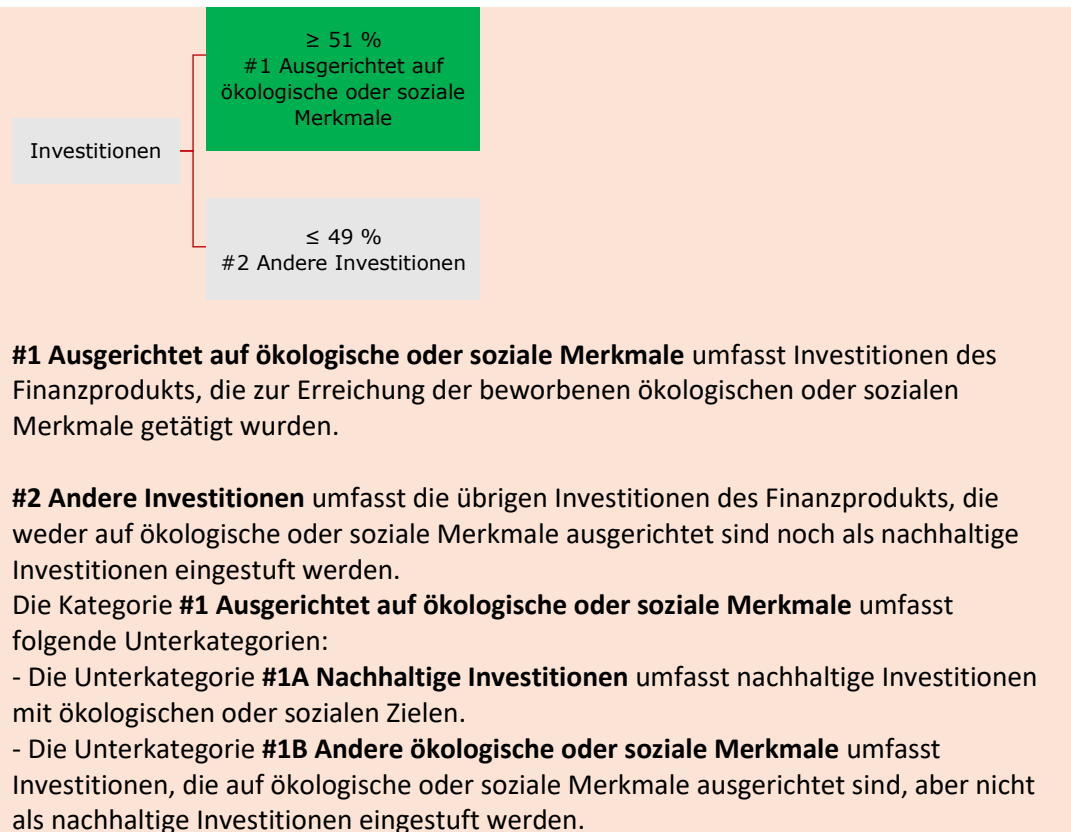 ≥ 51 %
#1 Ausgerichtet auf
ökologische oder soziale
Merkmale
Investitionen
≤ 49 %
#2 Andere Investitionen
#1 Ausgerichtet auf ökologische oder soziale Merkmale umfasst Investitionen des
Finanzprodukts, die zur Erreichung der beworbenen ökologischen oder sozialen
Merkmale getätigt wurden.
#2 Andere Investitionen umfasst die übrigen Investitionen des Finanzprodukts, die
weder auf ökologische oder soziale Merkmale ausgerichtet sind noch als nachhaltige
Investitionen eingestuft werden.
Die Kategorie #1 Ausgerichtet auf ökologische oder soziale Merkmale umfasst
folgende Unterkategorien:
- Die Unterkategorie #1A Nachhaltige Investitionen umfasst nachhaltige Investitionen
mit ökologischen oder sozialen Zielen.
- Die Unterkategorie #1B Andere ökologische oder soziale Merkmale umfasst
Investitionen, die auf ökologische oder soziale Merkmale ausgerichtet sind, aber nicht
als nachhaltige Investitionen eingestuft werden.